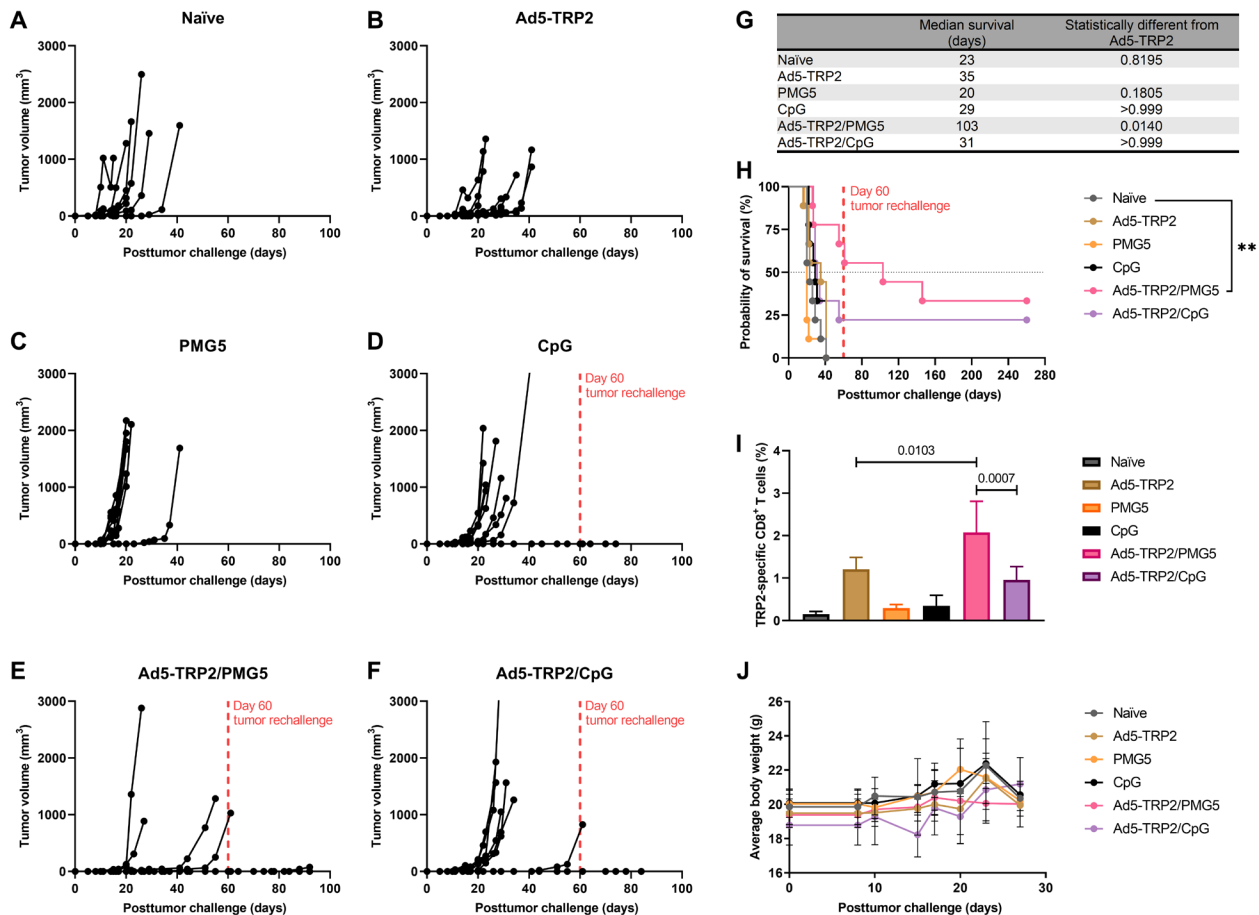 A
Naïve
Tumor volume (mm³)
3000
2000
1000
0
0 20 40 60 80 100
Posttumor challenge (days)
B
Ad5-TRP2
Tumor volume (mm³)
3000
2000
1000
0
0 20 40 60 80 100
Posttumor challenge (days)
C
PMG5
Tumor volume (mm³)
3000
2000
1000
0
0 20 40 60 80 100
Posttumor challenge (days)
D
CpG
Tumor volume (mm³)
3000
2000
1000
0
Day 60
tumor rechallenge
0 20 40 60 80 100
Posttumor challenge (days)
E
Ad5-TRP2/PMG5
Tumor volume (mm³)
3000
2000
1000
0
Day 60
tumor rechallenge
0 20 40 60 80 100
Posttumor challenge (days)
F
Ad5-TRP2/CpG
Tumor volume (mm³)
3000
2000
1000
0
Day 60
tumor rechallenge
0 20 40 60 80 100
Posttumor challenge (days)
G
Median survival Statistically different from
(days) Ad5-TRP2
Naïve 23 0.8195
Ad5-TRP2 35
PMG5 20 0.1805
CpG 29 >0.999
Ad5-TRP2/PMG5 103 0.0140
Ad5-TRP2/CpG 31 >0.999
H
Probability of survival (%)
100
75
50
25
0
Day 60
tumor rechallenge
0 40 80 120 160 200 240 280
Posttumor challenge (days)
Naïve
Ad5-TRP2
PMG5
CpG
Ad5-TRP2/PMG5
Ad5-TRP2/CpG
**
I
TRP2-specific CD8⁺ T cells (%)
4
3
2
1
0
0.0103
0.0007
Naïve
Ad5-TRP2
PMG5
CpG
Ad5-TRP2/PMG5
Ad5-TRP2/CpG
J
Average body weight (g)
26
24
22
20
18
16
0 10 20 30
Posttumor challenge (days)
Naïve
Ad5-TRP2
PMG5
CpG
Ad5-TRP2/PMG5
Ad5-TRP2/CpG